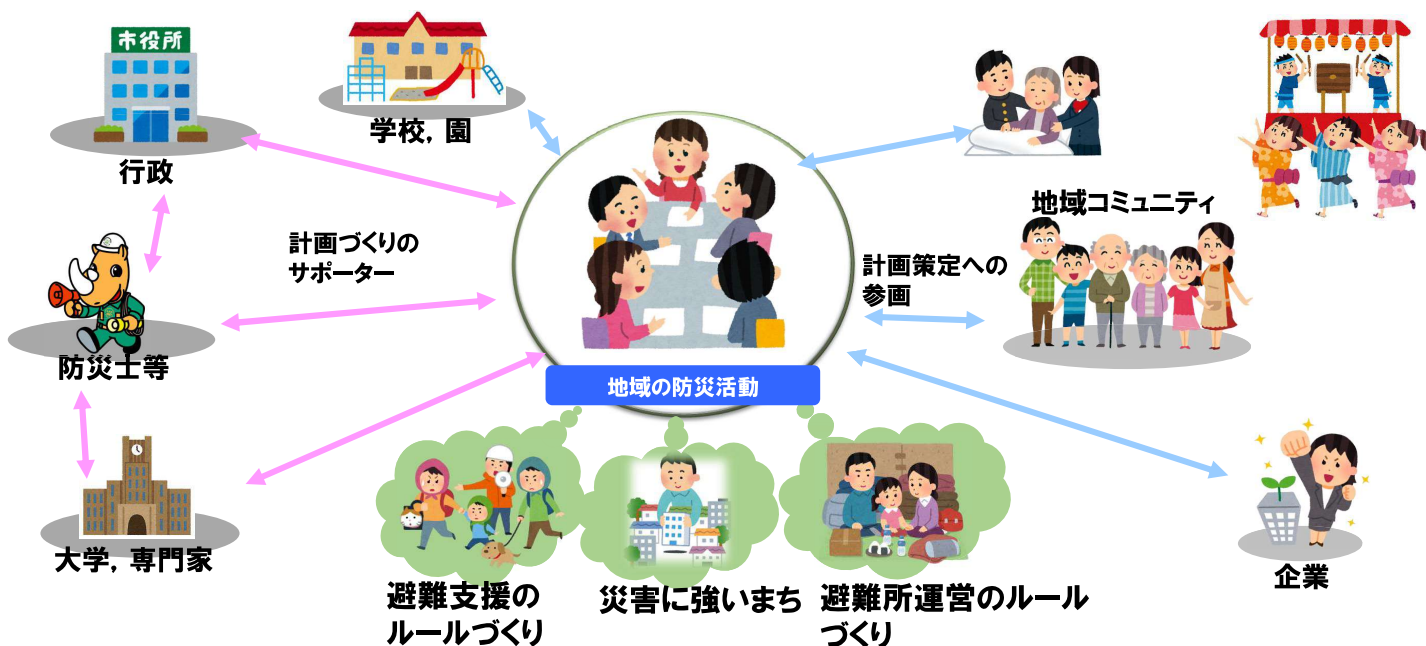 市役所
行政
学校, 園
地域コミュニティ
計画づくりの
サポーター
計画策定への
参画
防災士等
地域の防災活動
大学, 専門家
企業
避難支援の
ルールづくり
災害に強いまち
避難所運営のルール
づくり